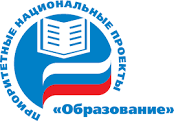 ПРИОРИТЕТНЫЕ НАЦИОНАЛЬНЫЕ ПРОЕКТЫ
«Образование»